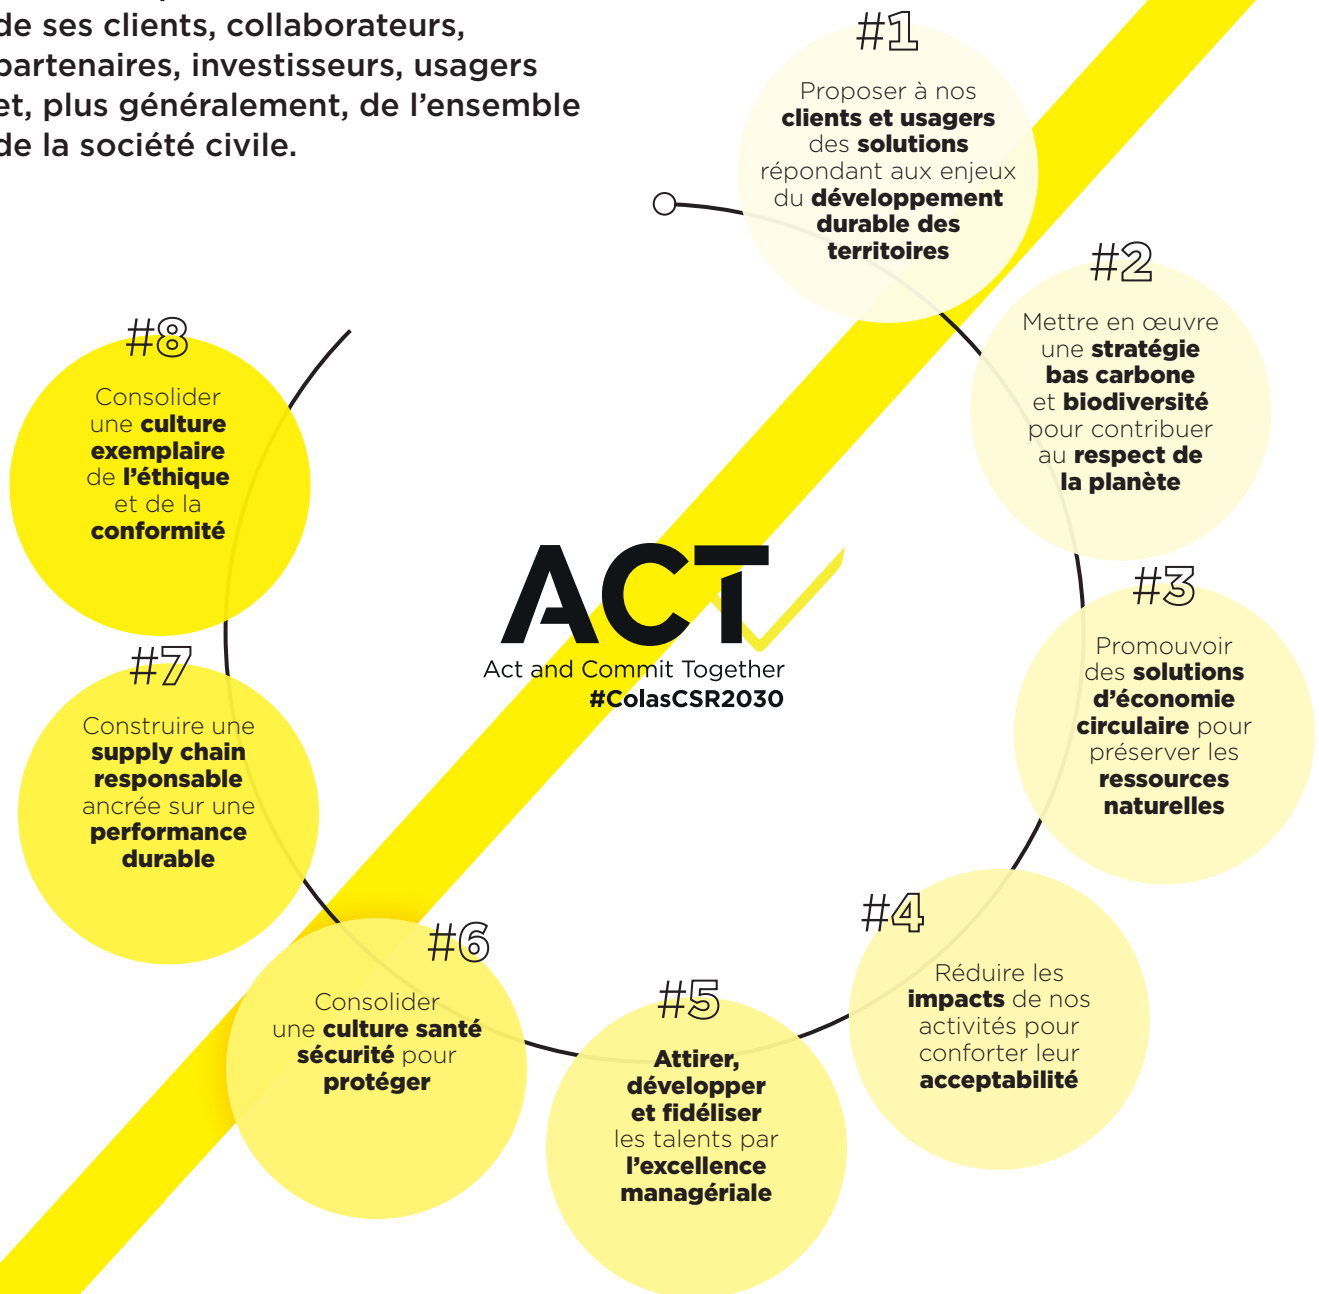 de ses clients, collaborateurs,
partenaires, investisseurs, usagers
et, plus généralement, de l’ensemble
de la société civile.
#1
Proposer à nos
clients et usagers
des solutions
répondant aux enjeux
du développement
durable des
territoires
#2
Mettre en œuvre
une stratégie
bas carbone
et biodiversité
pour contribuer
au respect de
la planète
#3
Promouvoir
des solutions
d’économie
circulaire pour
préserver les
ressources
naturelles
#4
Réduire les
impacts de nos
activités pour
conforter leur
acceptabilité
#5
Attirer,
développer
et fidéliser
les talents par
l’excellence
managériale
#6
Consolider
une culture santé
sécurité pour
protéger
#7
Construire une
supply chain
responsable
ancrée sur une
performance
durable
#8
Consolider
une culture
exemplaire
de l’éthique
et de la
conformité
ACT
Act and Commit Together
#ColasCSR2030